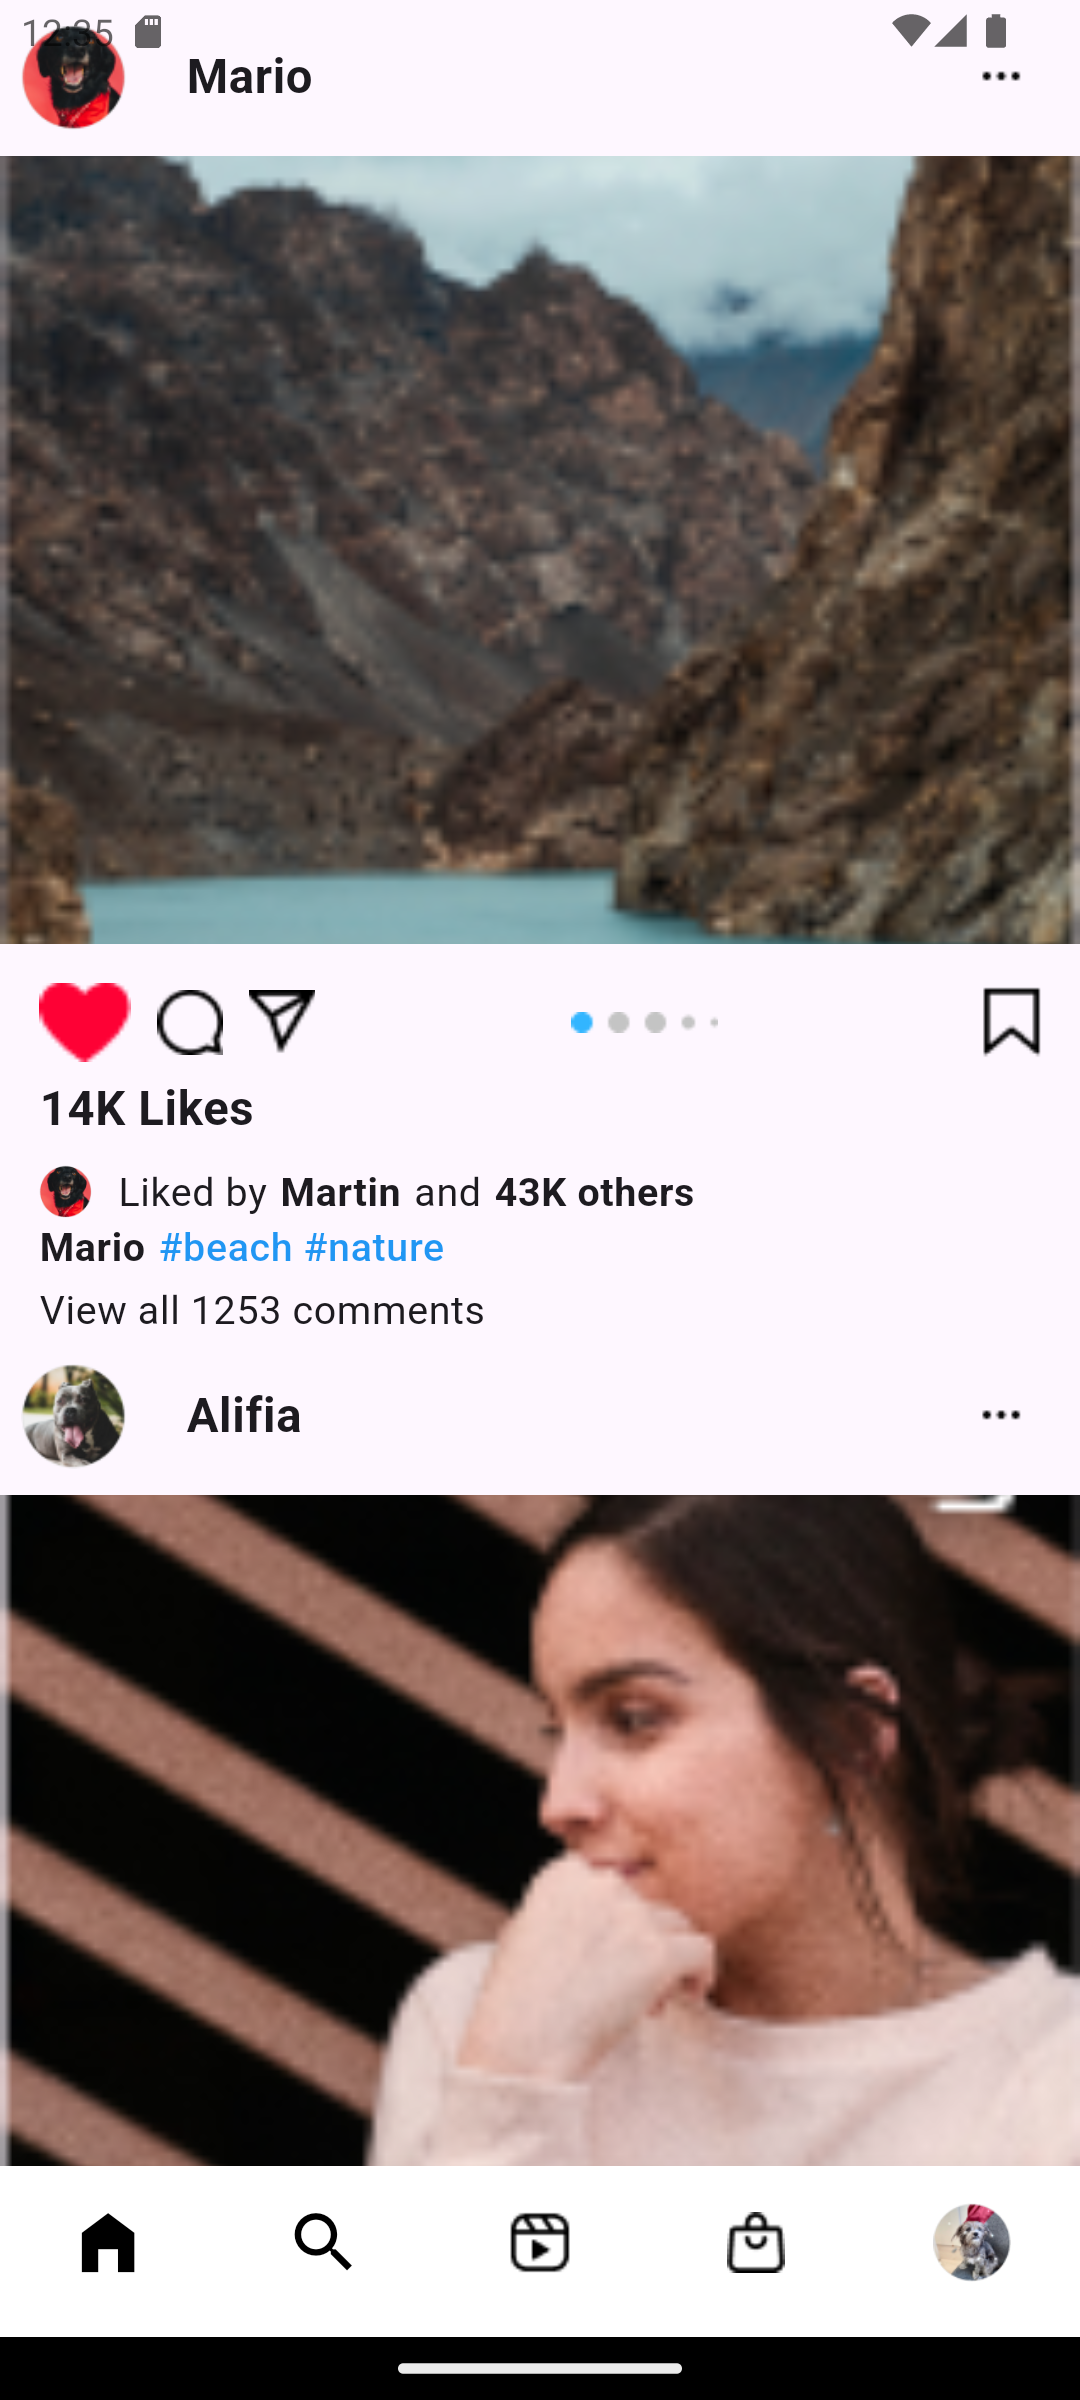 12:35
Mario
14K Likes
Liked by Martin and 43K others
Mario #beach #nature
View all 1253 comments
Alifia